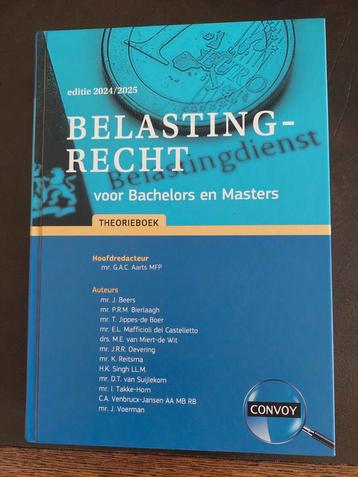 editie 2024/2025
EURO
BELASTING-
RECHT
Belastingdienst
voor Bachelors en Masters
THEORIEBOEK
Hoofdredacteur
mr. G.A.C. Aarts MFP
Auteurs
mr. J. Beers
mr. P.R.M. Bierlaagh
mr. T. Jippes-de Boer
mr. E.L. Mafficioli del Castelletto
drs. M.E. van Miert-de Wit
mr. J.R.R. Oevering
mr. K. Reitsma
H.K. Singh LL.M.
mr. D.T. van Suijlekom
mr. I. Takke-Horn
C.A. Venbrucx-Jansen AA MB RB
mr. J. Voerman
CONVOY